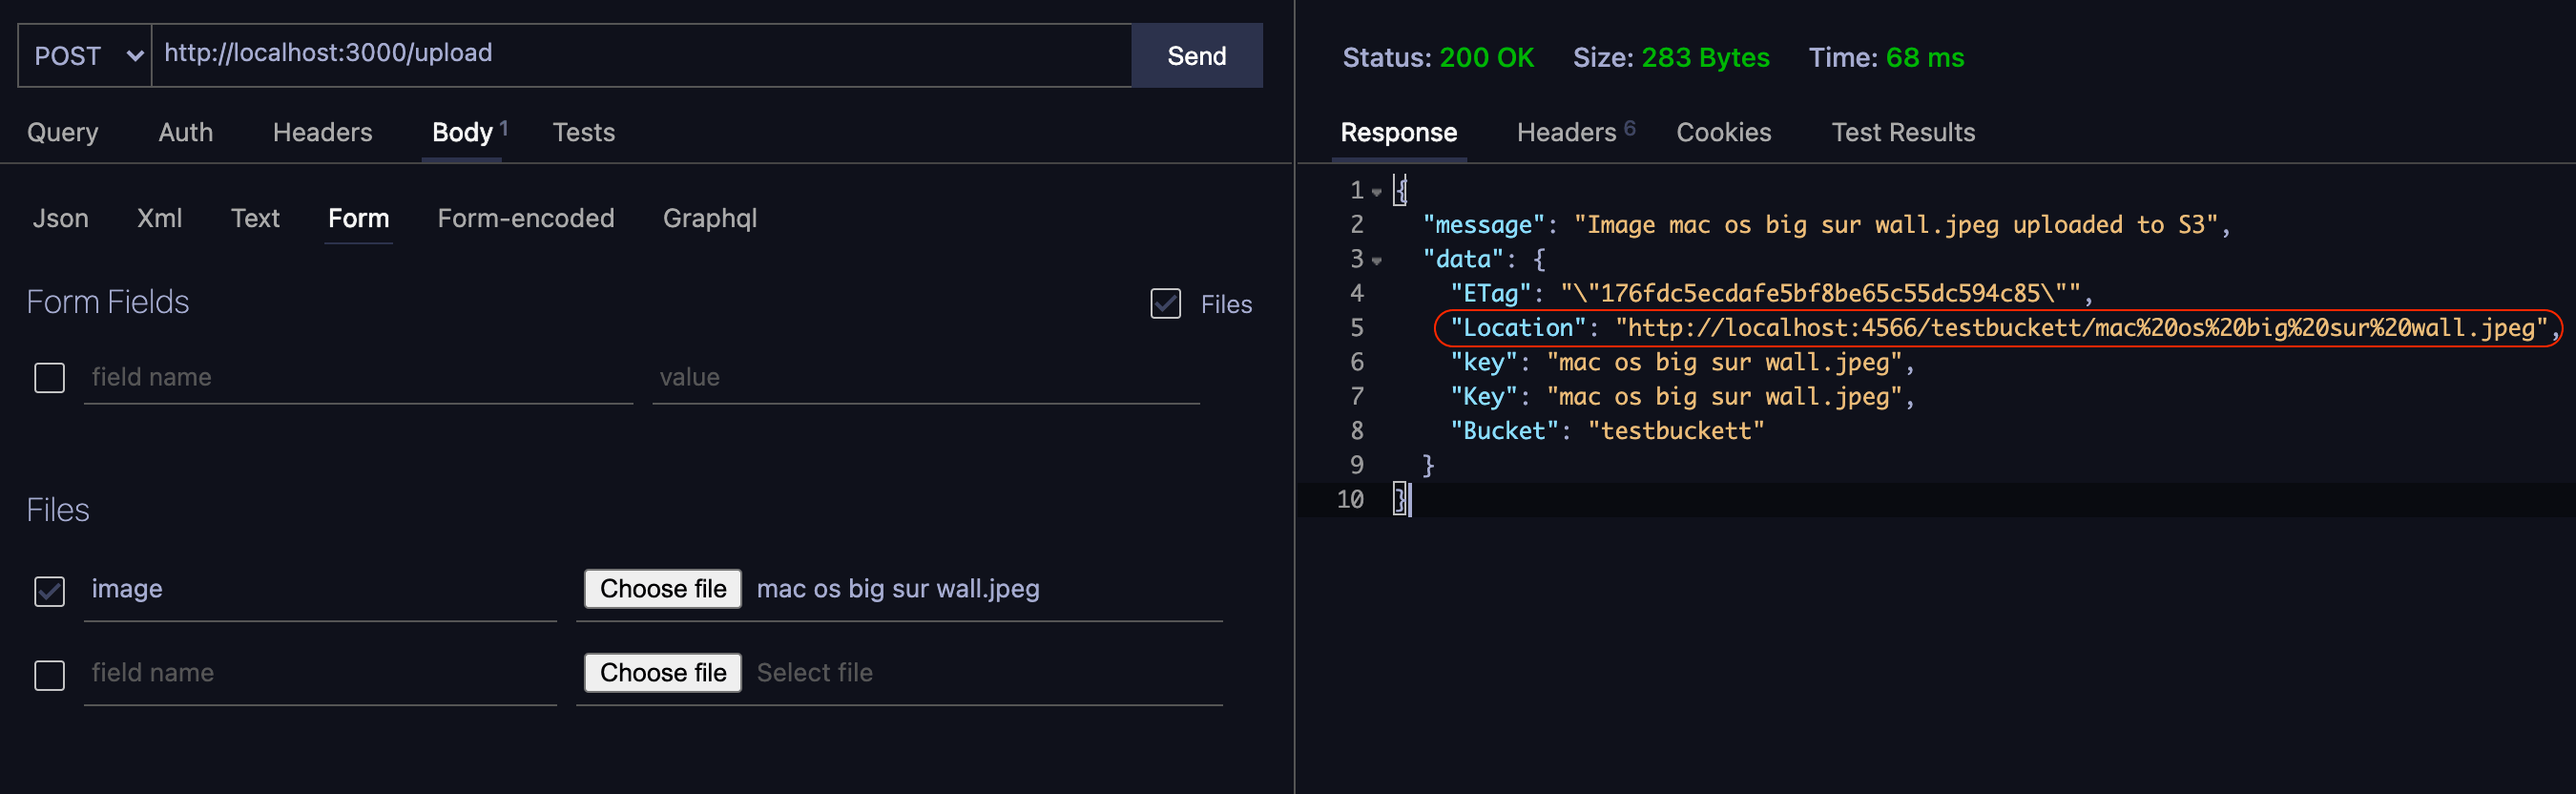 POST http://localhost:3000/upload Send
Query Auth Headers Body 1 Tests
Json Xml Text Form Form-encoded Graphql
Form Fields Files
field name value
Files
image Choose file mac os big sur wall.jpeg
field name Choose file Select file
Status: 200 OK Size: 283 Bytes Time: 68 ms
Response Headers 6 Cookies Test Results
1 {
2 "message": "Image mac os big sur wall.jpeg uploaded to S3",
3 "data": {
4 "ETag": "\"176fdc5ecdafe5bf8be65c55dc594c85\"",
5 "Location": "http://localhost:4566/testbuckett/mac%20os%20big%20sur%20wall.jpeg",
6 "key": "mac os big sur wall.jpeg",
7 "Key": "mac os big sur wall.jpeg",
8 "Bucket": "testbuckett"
9 }
10 }